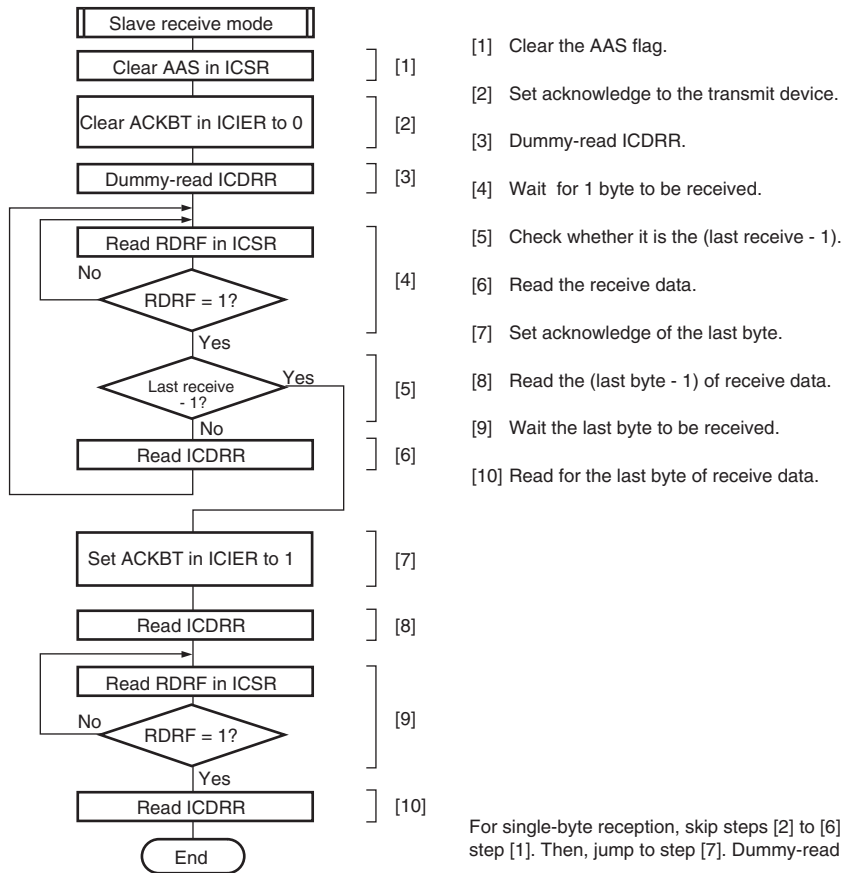 Slave receive mode
Clear AAS in ICSR
[1]
Clear ACKBT in ICIER to 0
[2]
Dummy-read ICDRR
[3]
Read RDRF in ICSR
No
RDRF = 1?
[4]
Yes
Last receive
- 1?
Yes
[5]
No
Read ICDRR
[6]
Set ACKBT in ICIER to 1
[7]
Read ICDRR
[8]
Read RDRF in ICSR
No
RDRF = 1?
[9]
Yes
Read ICDRR
[10]
End
[1] Clear the AAS flag.
[2] Set acknowledge to the transmit device.
[3] Dummy-read ICDRR.
[4] Wait for 1 byte to be received.
[5] Check whether it is the (last receive - 1).
[6] Read the receive data.
[7] Set acknowledge of the last byte.
[8] Read the (last byte - 1) of receive data.
[9] Wait the last byte to be received.
[10] Read for the last byte of receive data.
For single-byte reception, skip steps [2] to [6]
step [1]. Then, jump to step [7]. Dummy-read